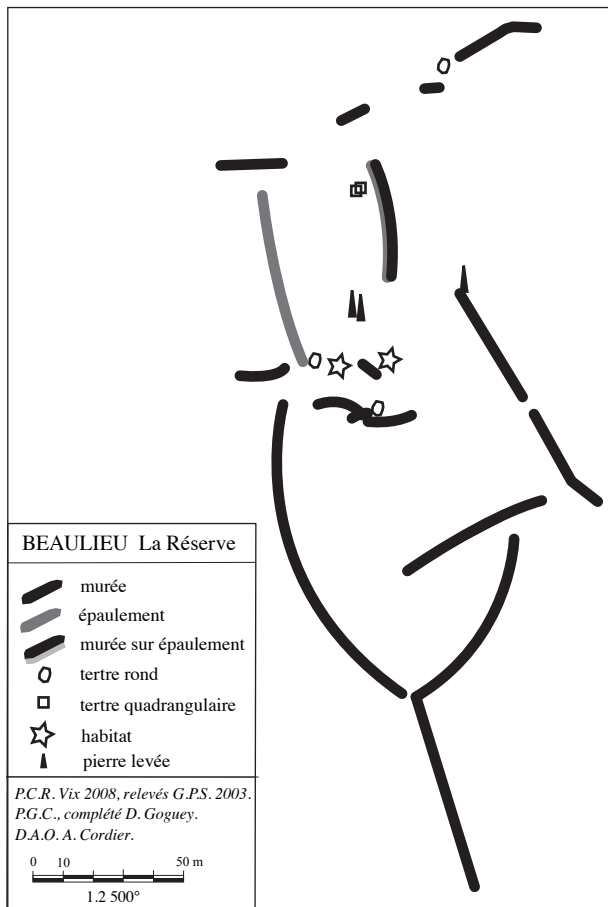 BEAULIEU La Réserve
murée
épaulement
murée sur épaulement
tertre rond
tertre quadrangulaire
habitat
pierre levée
P.C.R. Vix 2008, relevés G.P.S. 2003.
P.G.C., complété D. Goguey.
D.A.O. A. Cordier.
0 10 50 m
1.2 500°